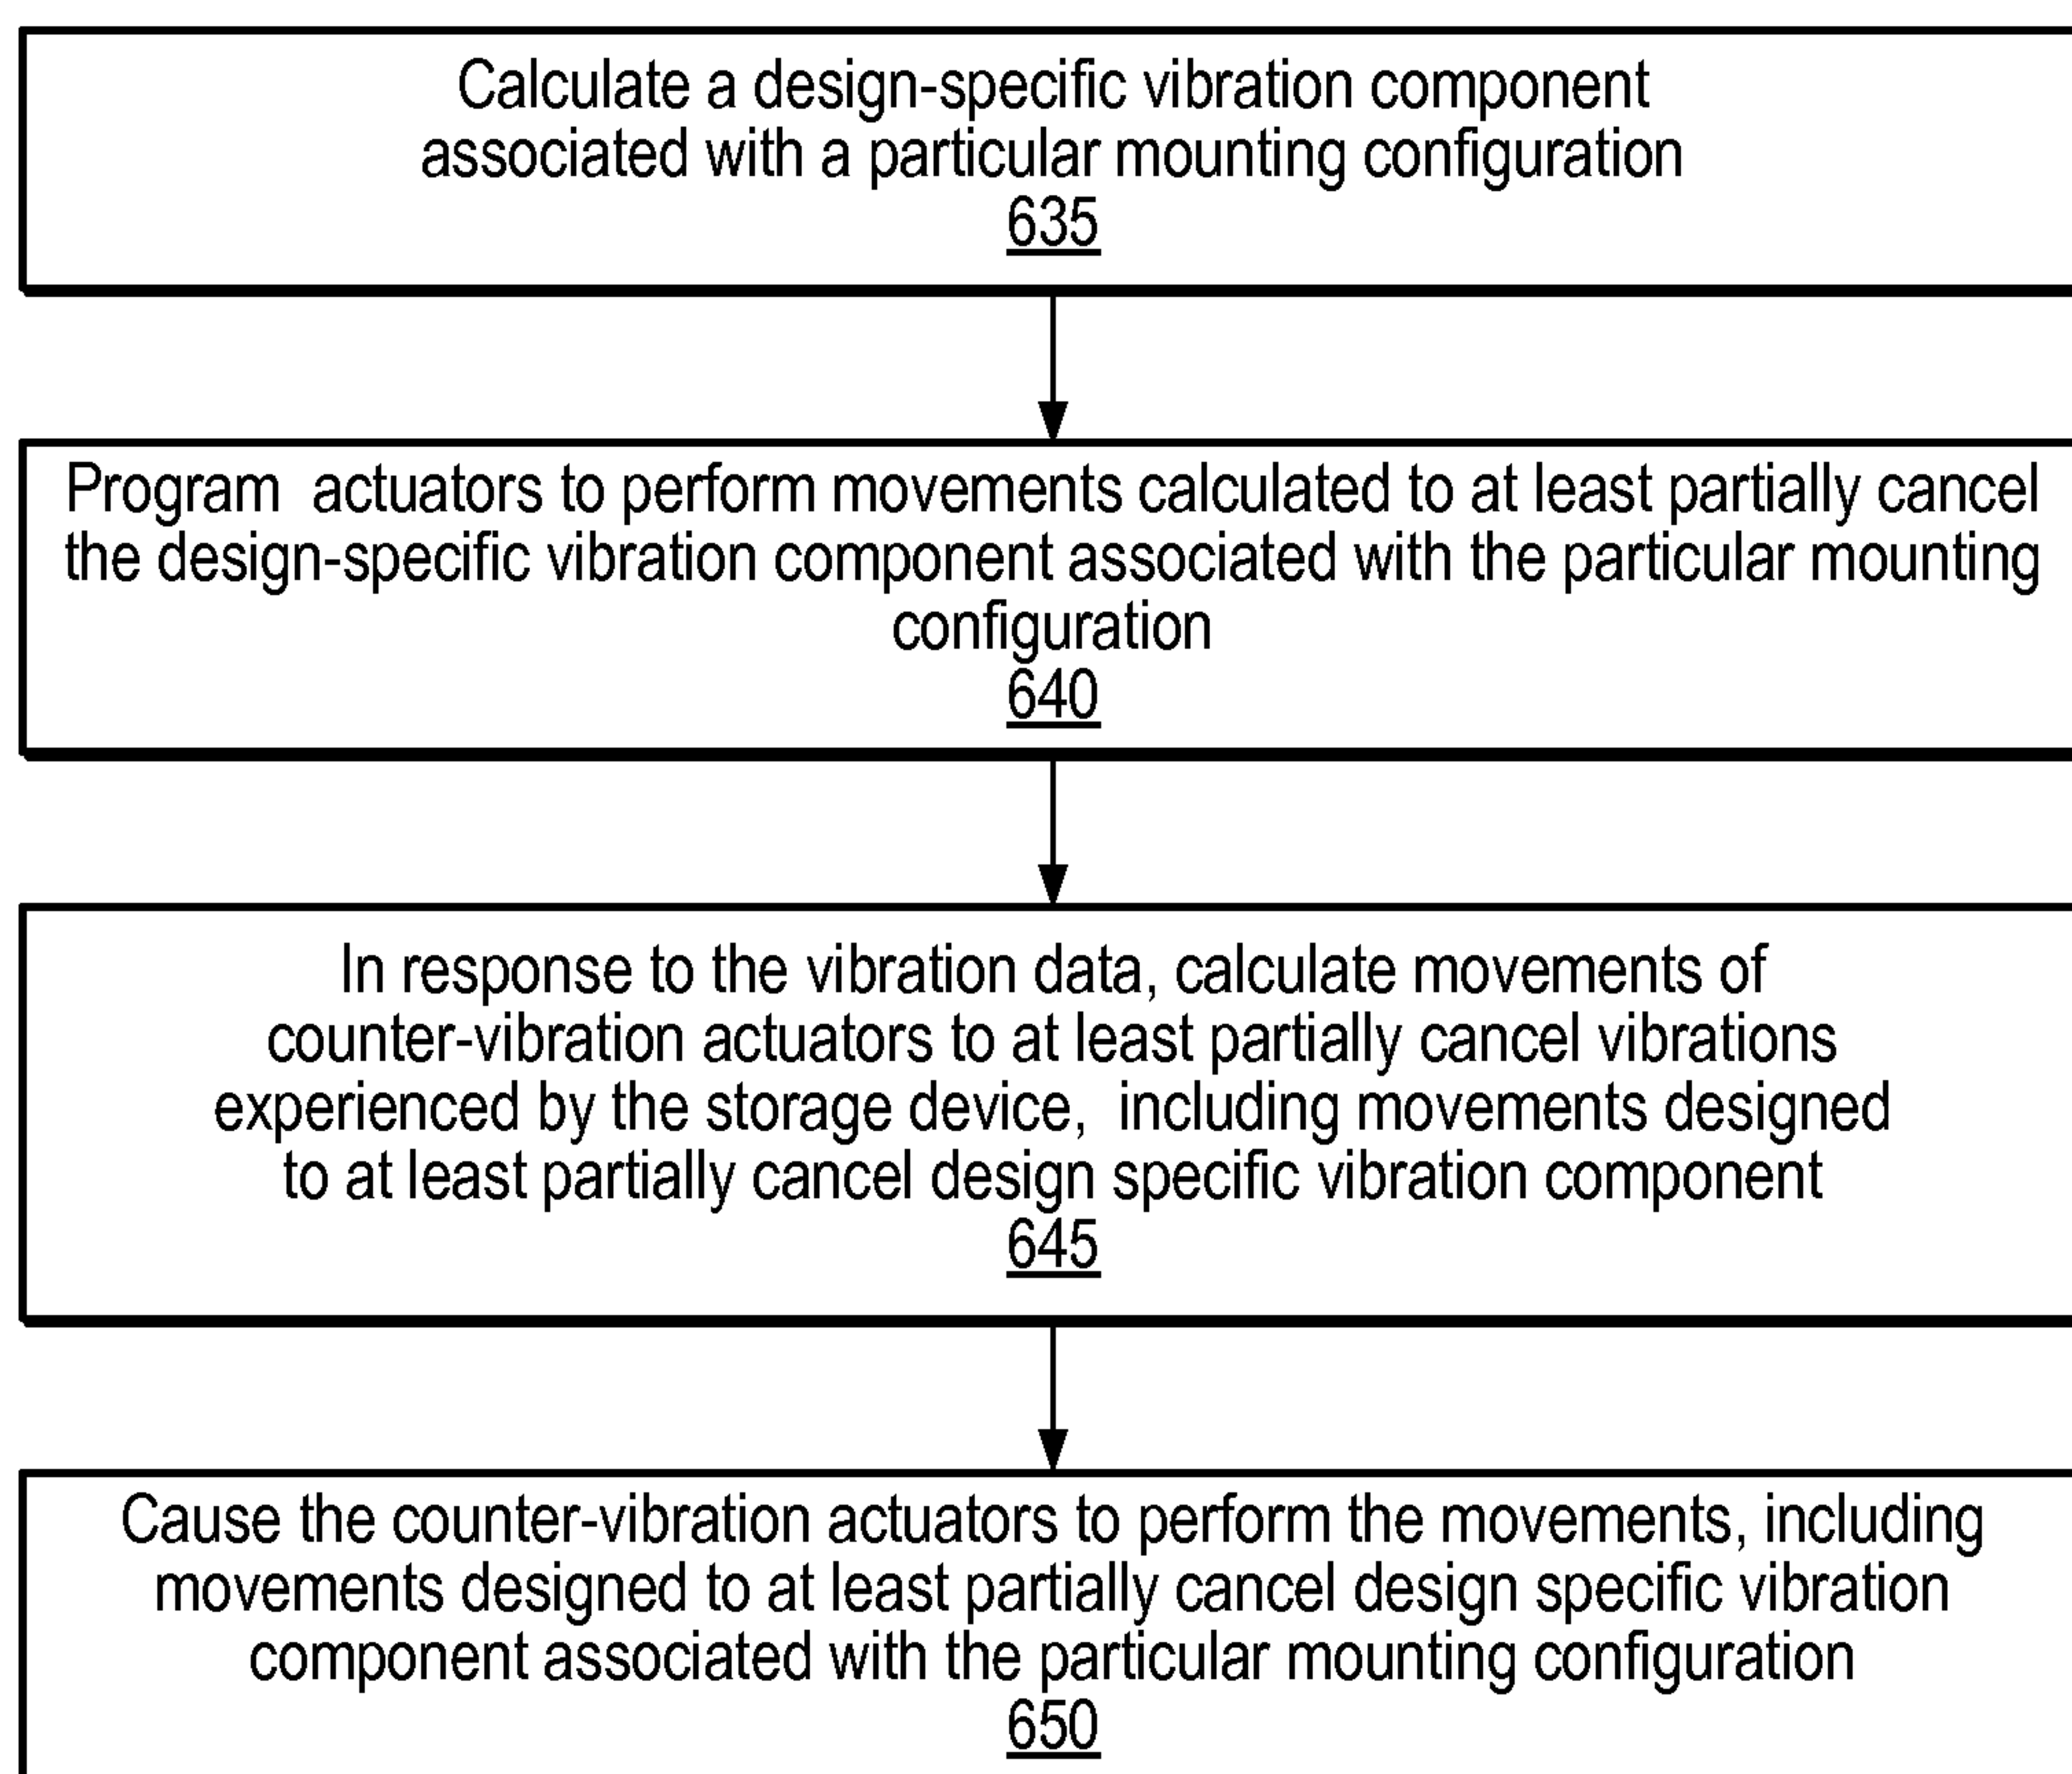 Calculate a design-specific vibration component
associated with a particular mounting configuration
635
Program  actuators to perform movements calculated to at least partially cancel
the design-specific vibration component associated with the particular mounting
configuration
640
In response to the vibration data, calculate movements of
counter-vibration actuators to at least partially cancel vibrations
experienced by the storage device,  including movements designed
to at least partially cancel design specific vibration component
645
Cause the counter-vibration actuators to perform the movements, including
movements designed to at least partially cancel design specific vibration
component associated with the particular mounting configuration
650